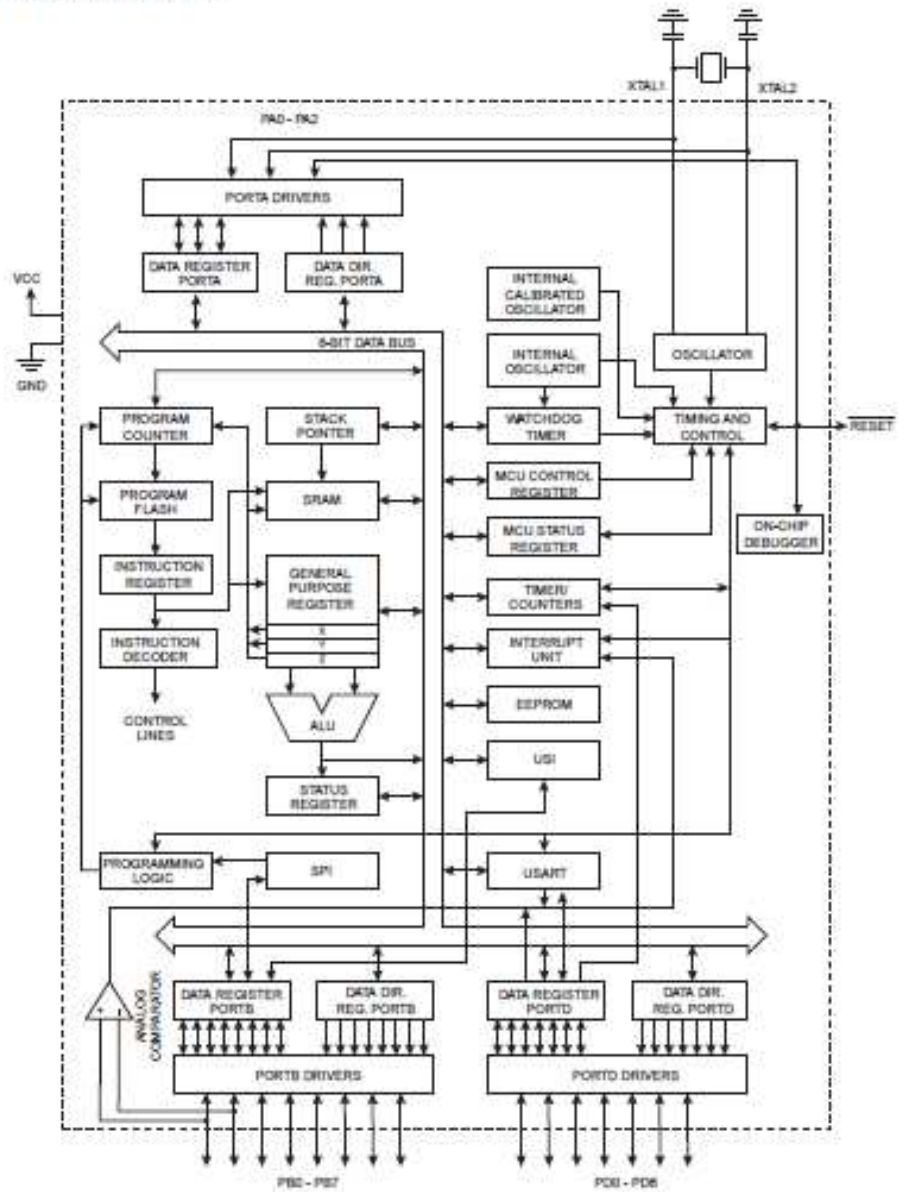 XTAL1
XTAL2
PA0 - PA2
PORTA DRIVERS
DATA REGISTER
PORTA
DATA DIR.
REG. PORTA
VCC
GND
INTERNAL
CALIBRATED
OSCILLATOR
8-BIT DATA BUS
INTERNAL
OSCILLATOR
OSCILLATOR
PROGRAM
COUNTER
STACK
POINTER
WATCHDOG
TIMER
TIMING AND
CONTROL
RESET
PROGRAM
FLASH
SRAM
MCU CONTROL
REGISTER
MCU STATUS
REGISTER
ON-CHIP
DEBUGGER
INSTRUCTION
REGISTER
GENERAL
PURPOSE
REGISTER
X
Y
Z
TIMER/
COUNTERS
INSTRUCTION
DECODER
INTERRUPT
UNIT
CONTROL
LINES
ALU
EEPROM
USI
STATUS
REGISTER
PROGRAMMING
LOGIC
SPI
USART
ANALOG
COMPARATOR
+
-
DATA REGISTER
PORTB
DATA DIR.
REG. PORTB
DATA REGISTER
PORTD
DATA DIR.
REG. PORTD
PORTB DRIVERS
PORTD DRIVERS
PB0 - PB7
PD0 - PD6